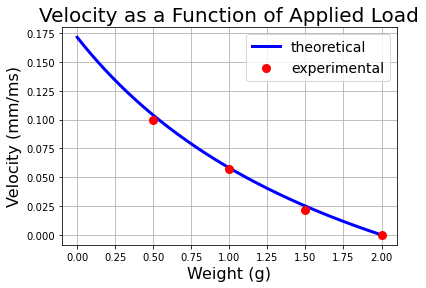 Velocity as a Function of Applied Load
theoretical
experimental
Velocity (mm/ms)
0.175
0.150
0.125
0.100
0.075
0.050
0.025
0.000
0.00 0.25 0.50 0.75 1.00 1.25 1.50 1.75 2.00
Weight (g)